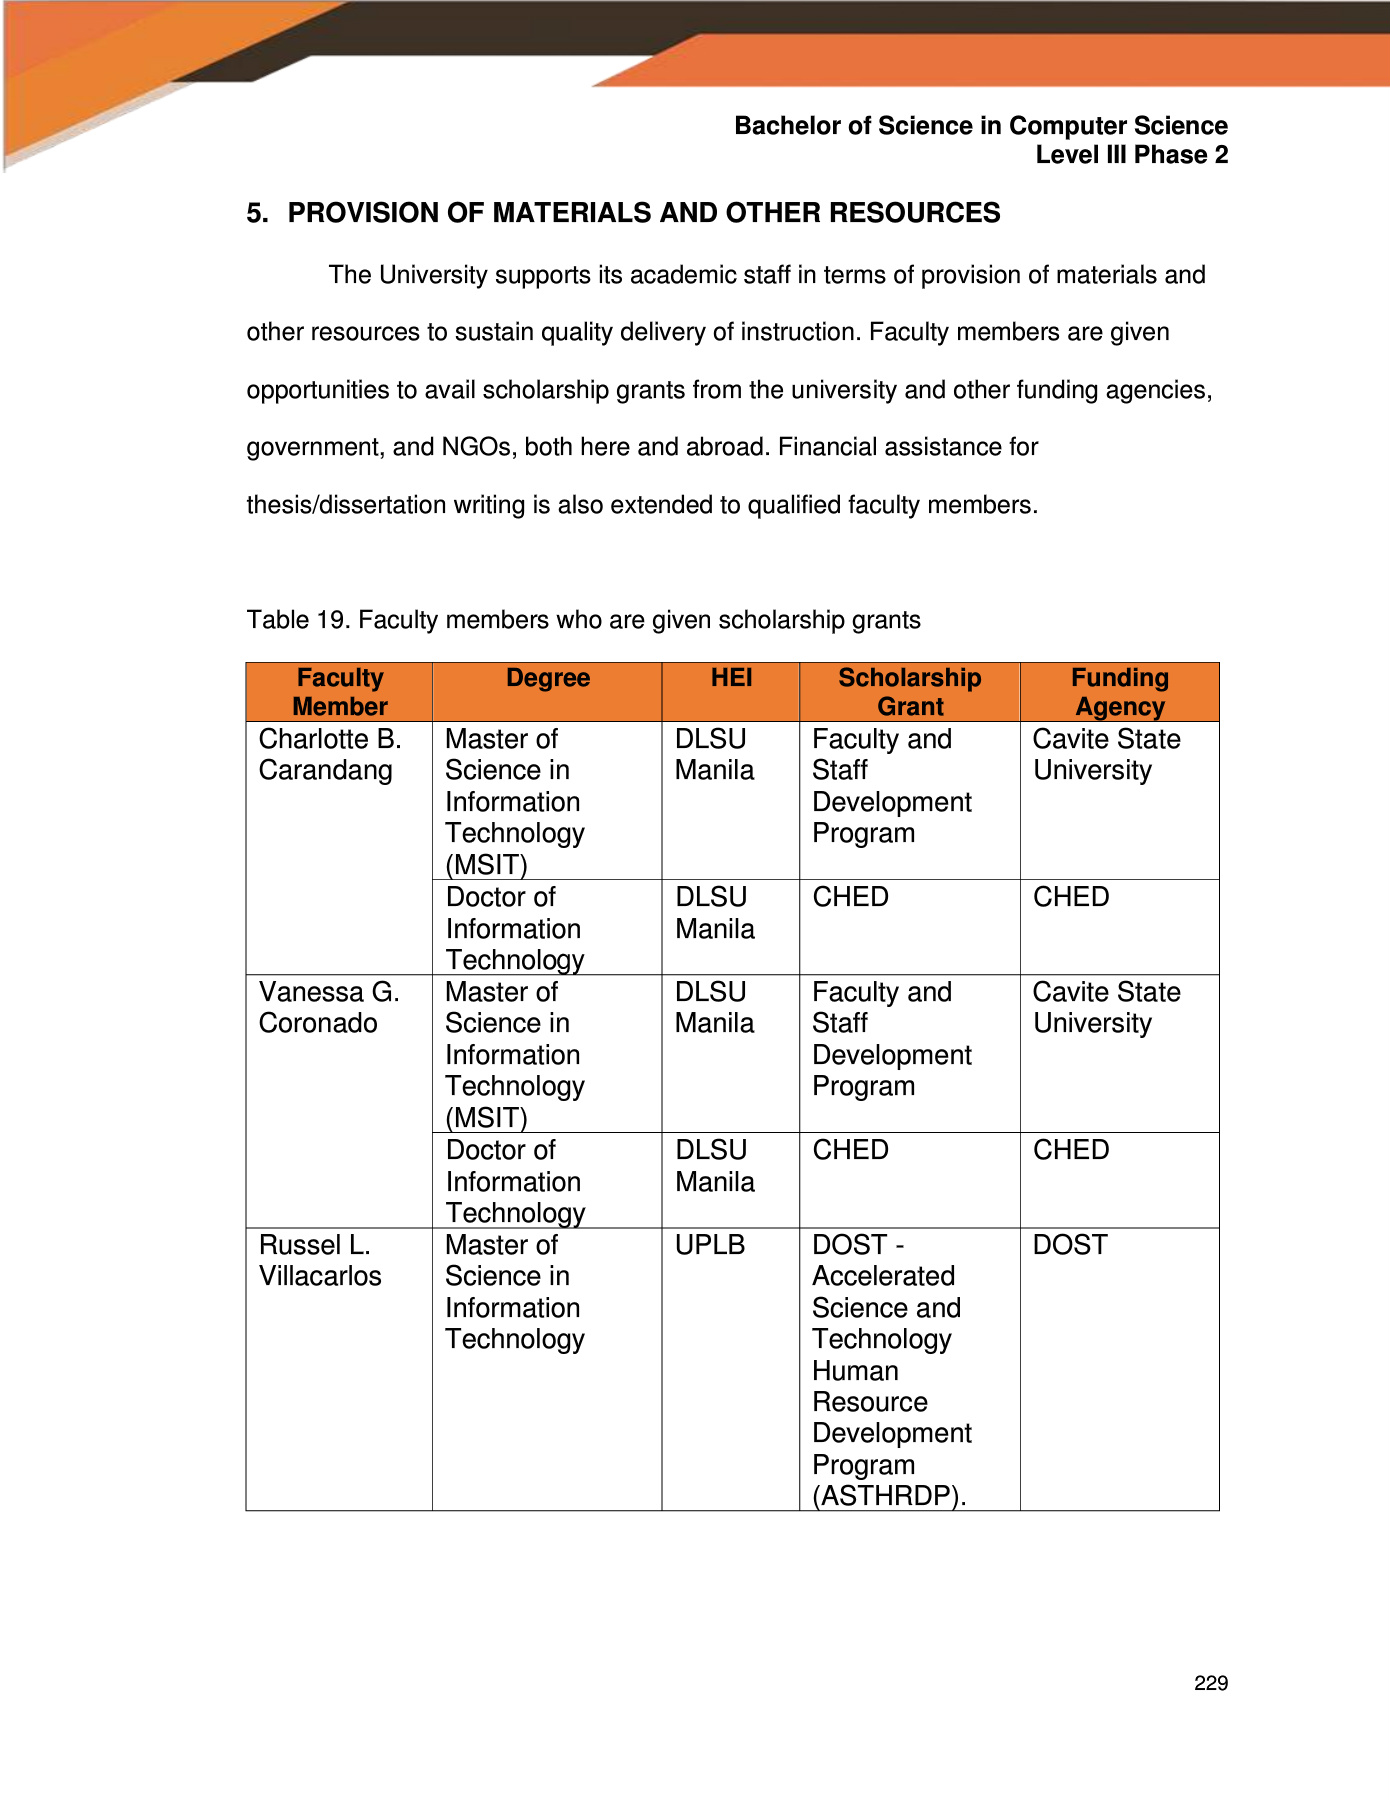 Bachelor of Science in Computer Science
Level III Phase 2
5. PROVISION OF MATERIALS AND OTHER RESOURCES
The University supports its academic staff in terms of provision of materials and
other resources to sustain quality delivery of instruction. Faculty members are given
opportunities to avail scholarship grants from the university and other funding agencies,
government, and NGOs, both here and abroad. Financial assistance for
thesis/dissertation writing is also extended to qualified faculty members.
Table 19. Faculty members who are given scholarship grants
Faculty
Member
Degree
HEI
Scholarship
Grant
Funding
Agency
Charlotte B.
Carandang
Master of
Science in
Information
Technology
(MSIT)
DLSU
Manila
Faculty and
Staff
Development
Program
Cavite State
University
Doctor of
Information
Technology
DLSU
Manila
CHED
CHED
Vanessa G.
Coronado
Master of
Science in
Information
Technology
(MSIT)
DLSU
Manila
Faculty and
Staff
Development
Program
Cavite State
University
Doctor of
Information
Technology
DLSU
Manila
CHED
CHED
Russel L.
Villacarlos
Master of
Science in
Information
Technology
UPLB
DOST -
Accelerated
Science and
Technology
Human
Resource
Development
Program
(ASTHRDP).
DOST
229